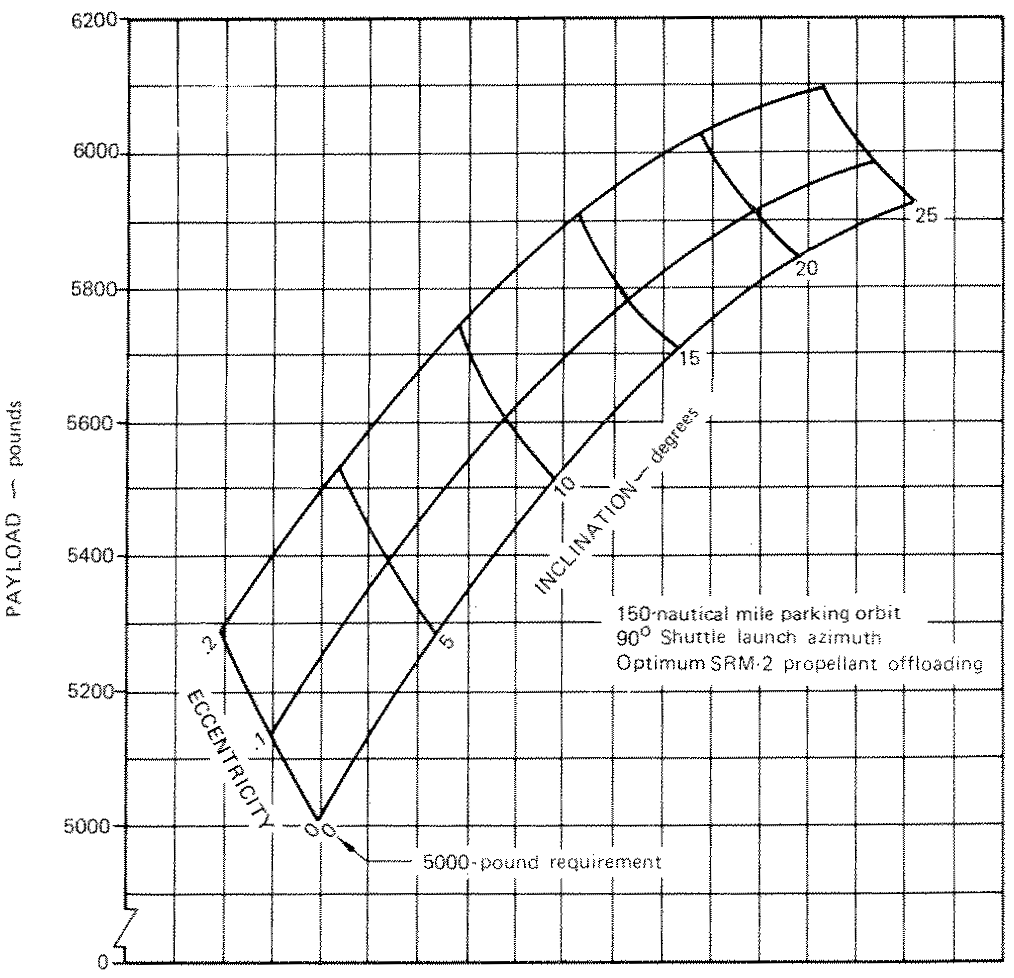 6200
6000
5800
5600
5400
5200
5000
0
PAYLOAD ~ pounds
25
20
15
10
5
0
INCLINATION ~ degrees
.2
.1
0
ECCENTRICITY
150-nautical mile parking orbit
90° Shuttle launch azimuth
Optimum SRM-2 propellant offloading
5000-pound requirement